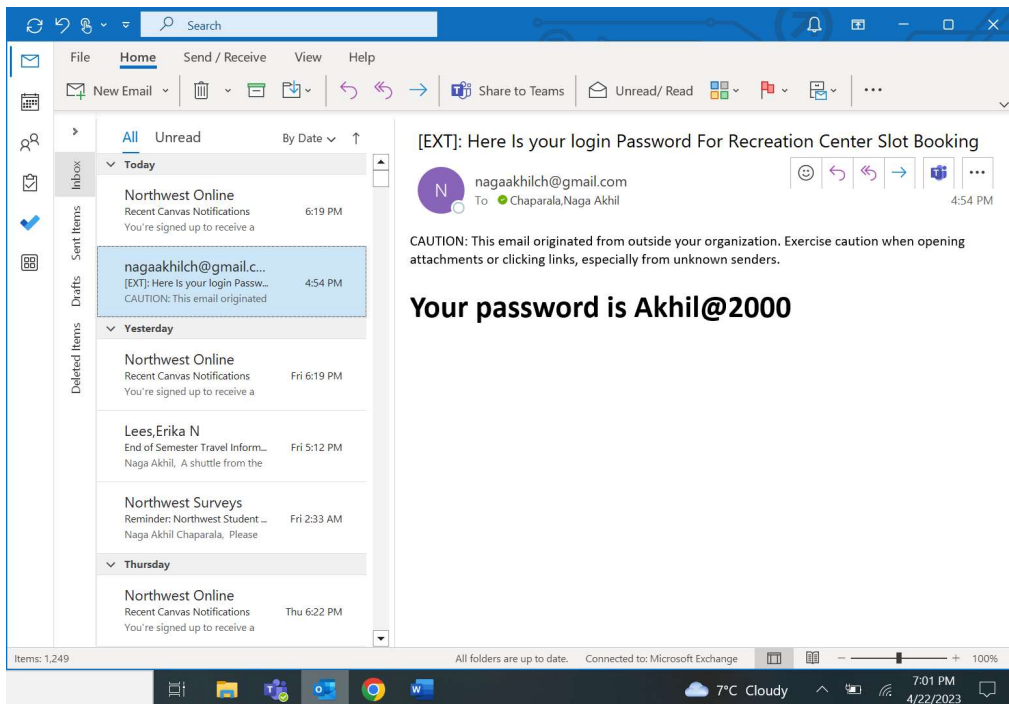 Search
File Home Send / Receive View Help
New Email Share to Teams Unread/ Read
All Unread By Date
Inbox
Sent Items
Drafts
Deleted Items
Today
Northwest Online
Recent Canvas Notifications 6:19 PM
You're signed up to receive a
nagaakhilch@gmail.c...
[EXT]: Here Is your login Passw... 4:54 PM
CAUTION: This email originated
Yesterday
Northwest Online
Recent Canvas Notifications Fri 6:19 PM
You're signed up to receive a
Lees,Erika N
End of Semester Travel Inform... Fri 5:12 PM
Naga Akhil, A shuttle from the
Northwest Surveys
Reminder: Northwest Student ... Fri 2:33 AM
Naga Akhil Chaparala, Please
Thursday
Northwest Online
Recent Canvas Notifications Thu 6:22 PM
You're signed up to receive a
[EXT]: Here Is your login Password For Recreation Center Slot Booking
N
nagaakhilch@gmail.com
To Chaparala,Naga Akhil 4:54 PM
CAUTION: This email originated from outside your organization. Exercise caution when opening
attachments or clicking links, especially from unknown senders.
Your password is Akhil@2000
Items: 1,249 All folders are up to date. Connected to: Microsoft Exchange 100%
7°C Cloudy
7:01 PM
4/22/2023